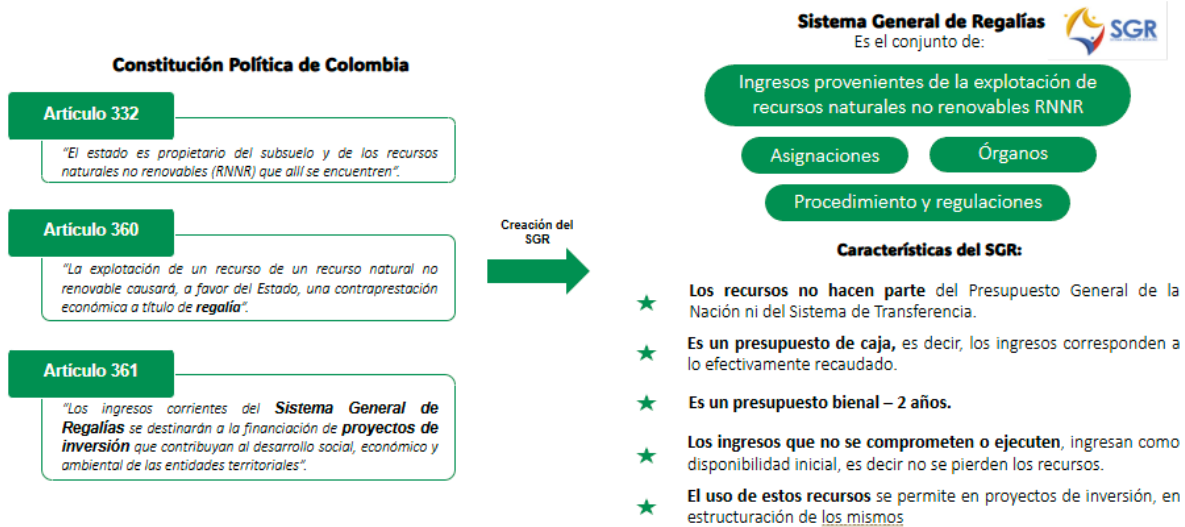 Constitución Política de Colombia
Artículo 332
"El estado es propietario del subsuelo y de los recursos
naturales no renovables (RNNR) que allí se encuentren".
Artículo 360
"La explotación de un recurso de un recurso natural no
renovable causará, a favor del Estado, una contraprestación
económica a título de regalía".
Artículo 361
"Los ingresos corrientes del Sistema General de
Regalías se destinarán a la financiación de proyectos de
inversión que contribuyan al desarrollo social, económico y
ambiental de las entidades territoriales".
Creación del
SGR
Sistema General de Regalías
Es el conjunto de:
SGR
Ingresos provenientes de la explotación de
recursos naturales no renovables RNNR
Asignaciones
Órganos
Procedimiento y regulaciones
Características del SGR:
Los recursos no hacen parte del Presupuesto General de la
Nación ni del Sistema de Transferencia.
Es un presupuesto de caja, es decir, los ingresos corresponden a
lo efectivamente recaudado.
Es un presupuesto bienal – 2 años.
Los ingresos que no se comprometen o ejecuten, ingresan como
disponibilidad inicial, es decir no se pierden los recursos.
El uso de estos recursos se permite en proyectos de inversión, en
estructuración de los mismos